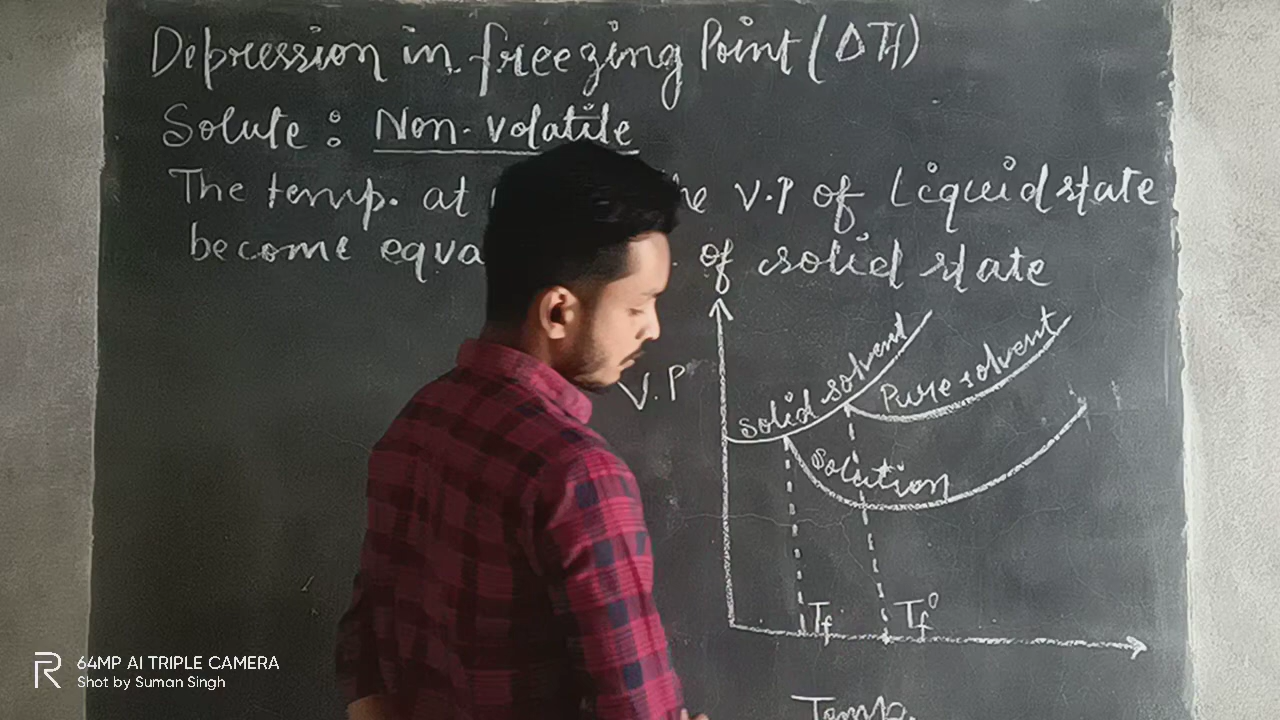 Depression in freezing Point (ΔTf)
Solute : Non-volatile
The temp. at he V.P of Liquid state
become equa of solid state
V.P
solid solvent
Pure solvent
Solution
Tf
Tf°
Temp.
64MP AI TRIPLE CAMERA
Shot by Suman Singh